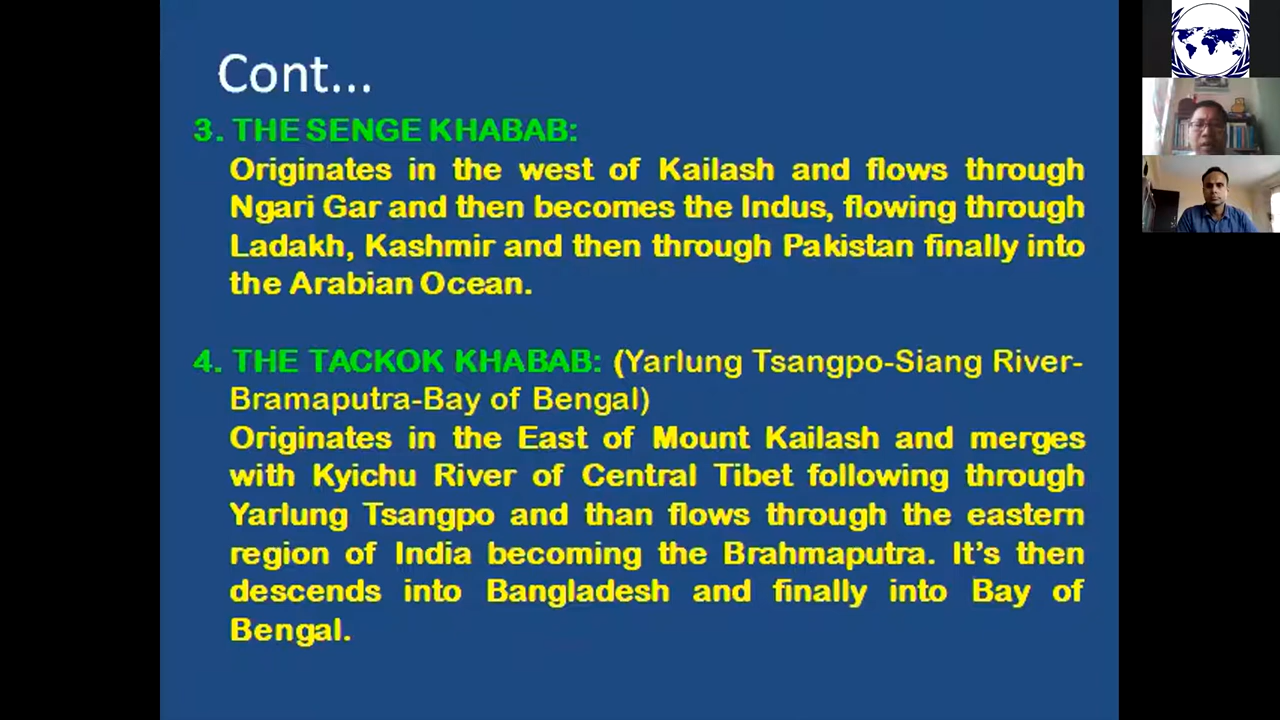 Cont...
3. THE SENGE KHABAB:
Originates in the west of Kailash and flows through
Ngari Gar and then becomes the Indus, flowing through
Ladakh, Kashmir and then through Pakistan finally into
the Arabian Ocean.
4. THE TACKOK KHABAB: (Yarlung Tsangpo-Siang River-
Bramaputra-Bay of Bengal)
Originates in the East of Mount Kailash and merges
with Kyichu River of Central Tibet following through
Yarlung Tsangpo and than flows through the eastern
region of India becoming the Brahmaputra. It's then
descends into Bangladesh and finally into Bay of
Bengal.